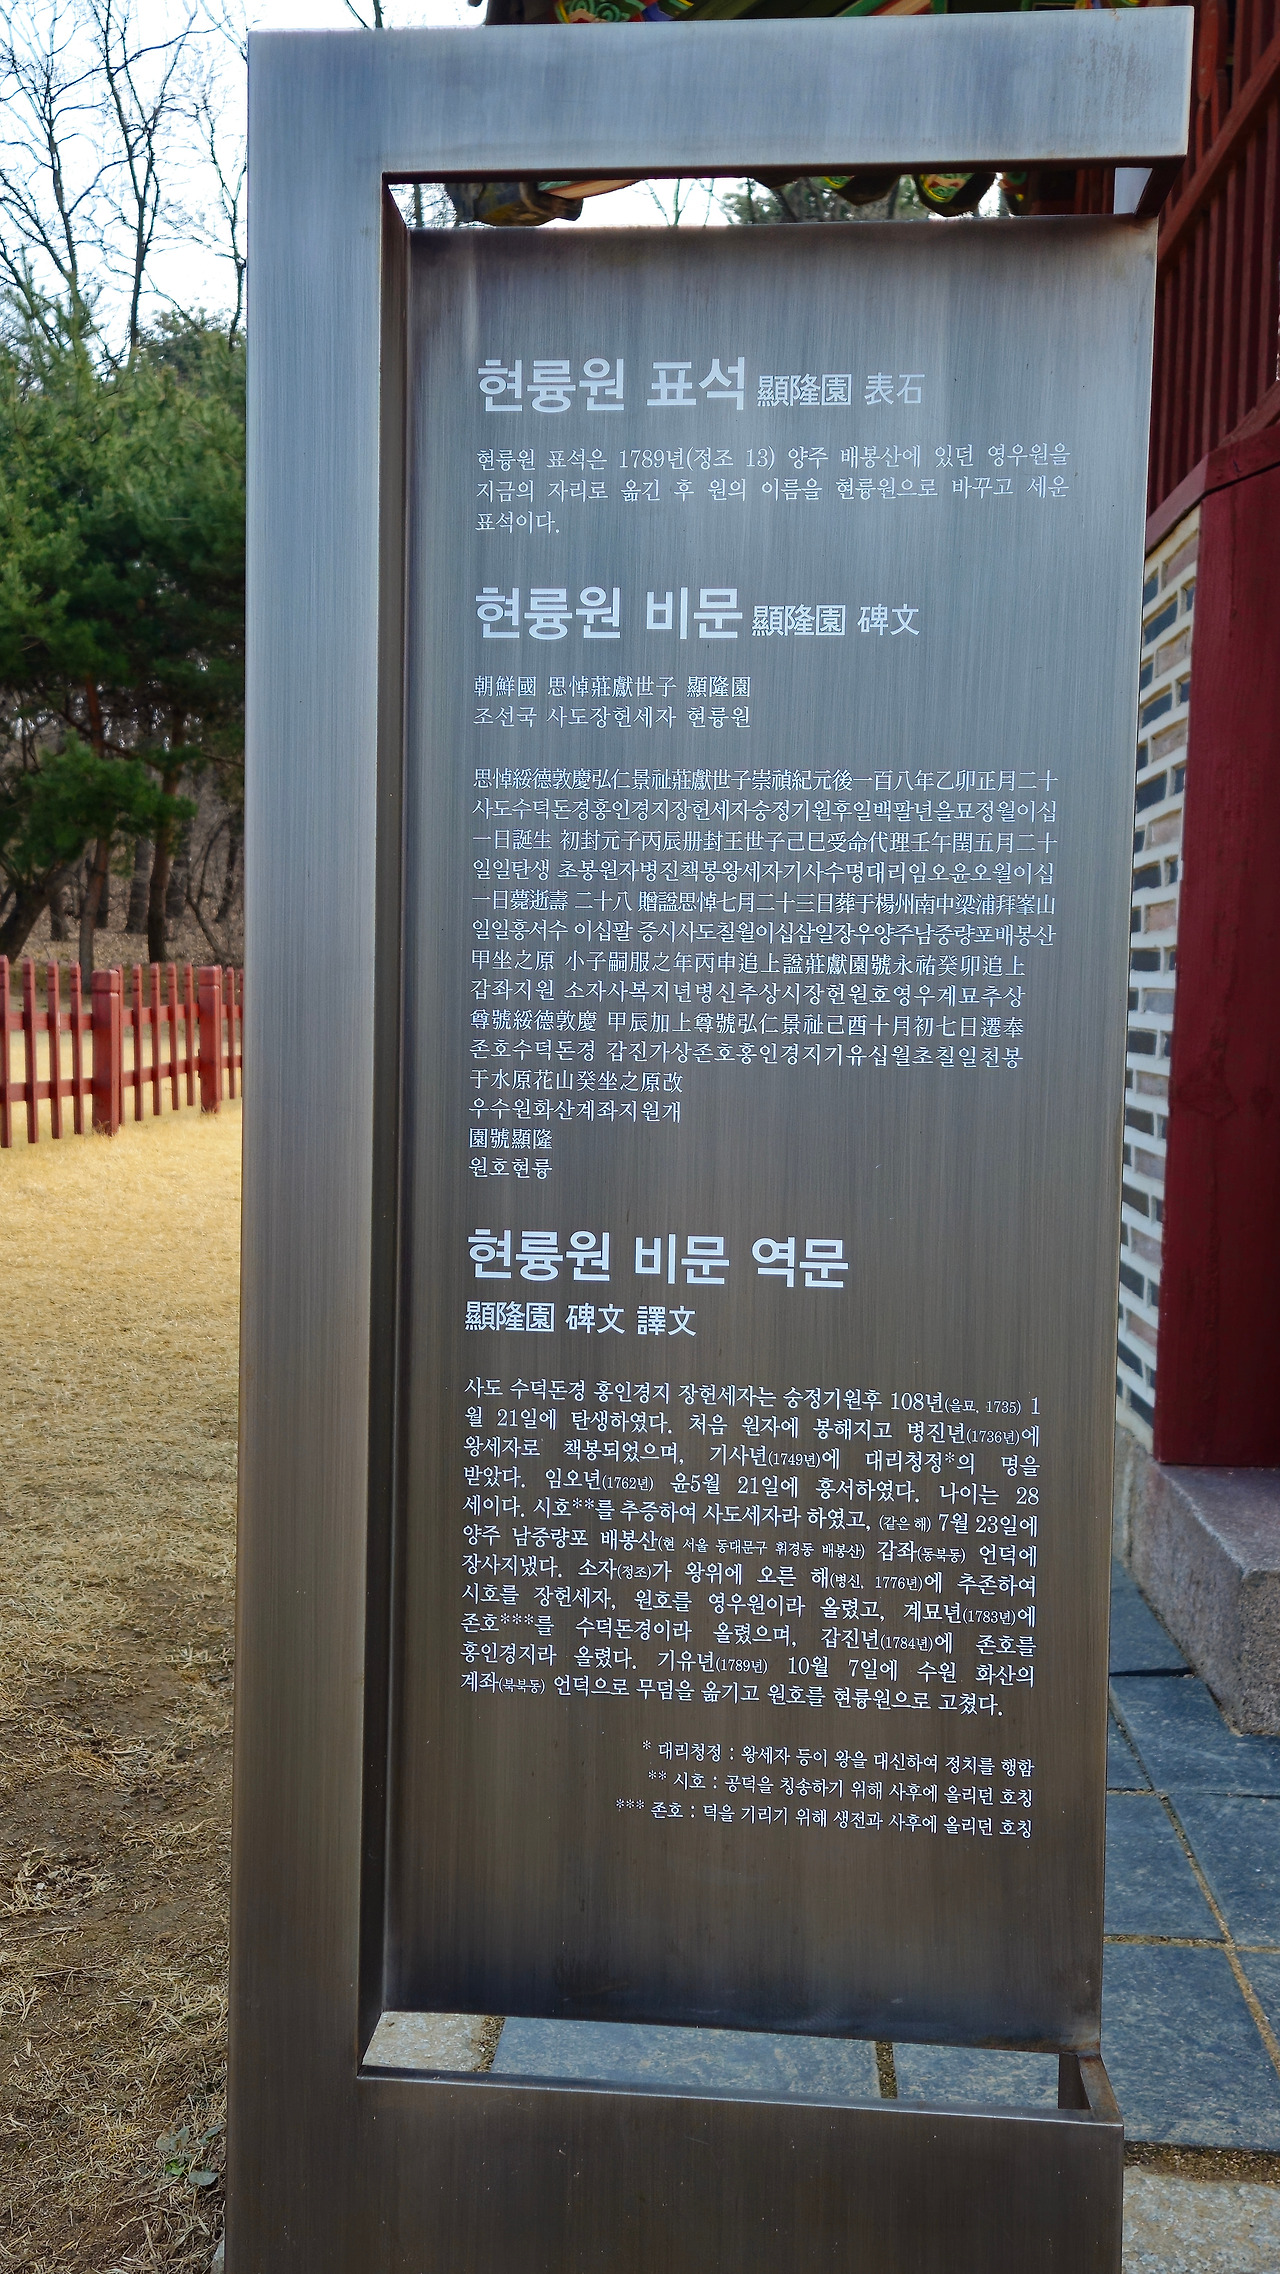 현륭원 표석 顯隆園 表石
현륭원 표석은 1789년(정조 13) 양주 배봉산에 있던 영우원을
지금의 자리로 옮긴 후 원의 이름을 현륭원으로 바꾸고 세운
표석이다.
현륭원 비문 顯隆園 碑文
朝鮮國 思悼莊獻世子 顯隆園
조선국 사도장헌세자 현륭원
思悼綏德敦慶弘仁景祉莊獻世子崇禎紀元後一百八年乙卯正月二十
사도수덕돈경홍인경지장헌세자숭정기원후일백팔년을묘정월이십
一日誕生 初封元子丙辰册封王世子己巳受命代理壬午閏五月二十
일일탄생 초봉원자병진책봉왕세자기사수명대리임오윤오월이십
一日薨逝壽 二十八 贈諡思悼七月二十三日葬于楊州南中梁浦拜峯山
일일훙서수 이십팔 증시사도칠월이십삼일장우양주남중량포배봉산
甲坐之原 小子嗣服之年丙申追上諡莊獻園號永祐癸卯追上
갑좌지원 소자사복지년병신추상시장헌원호영우계묘추상
尊號綏德敦慶 甲辰加上尊號弘仁景祉己酉十月初七日遷奉
존호수덕돈경 갑진가상존호홍인경지기유십월초칠일천봉
于水原花山癸坐之原改
우수원화산계좌지원개
園號顯隆
원호현륭
현륭원 비문 역문
顯隆園 碑文 譯文
사도 수덕돈경 홍인경지 장헌세자는 숭정기원후 108년(을묘, 1735) 1
월 21일에 탄생하였다. 처음 원자에 봉해지고 병진년(1736년)에
왕세자로 책봉되었으며, 기사년(1749년)에 대리청정*의 명을
받았다. 임오년(1762년) 윤5월 21일에 훙서하였다. 나이는 28
세이다. 시호**를 추증하여 사도세자라 하였고, (같은 해) 7월 23일에
양주 남중량포 배봉산(현 서울 동대문구 휘경동 배봉산) 갑좌(동북동) 언덕에
장사지냈다. 소자(정조)가 왕위에 오른 해(병신, 1776년)에 추존하여
시호를 장헌세자, 원호를 영우원이라 올렸고, 계묘년(1783년)에
존호***를 수덕돈경이라 올렸으며, 갑진년(1784년)에 존호를
홍인경지라 올렸다. 기유년(1789년) 10월 7일에 수원 화산의
계좌(북북동) 언덕으로 무덤을 옮기고 원호를 현륭원으로 고쳤다.
* 대리청정 : 왕세자 등이 왕을 대신하여 정치를 행함
** 시호 : 공덕을 칭송하기 위해 사후에 올리던 호칭
*** 존호 : 덕을 기리기 위해 생전과 사후에 올리던 호칭